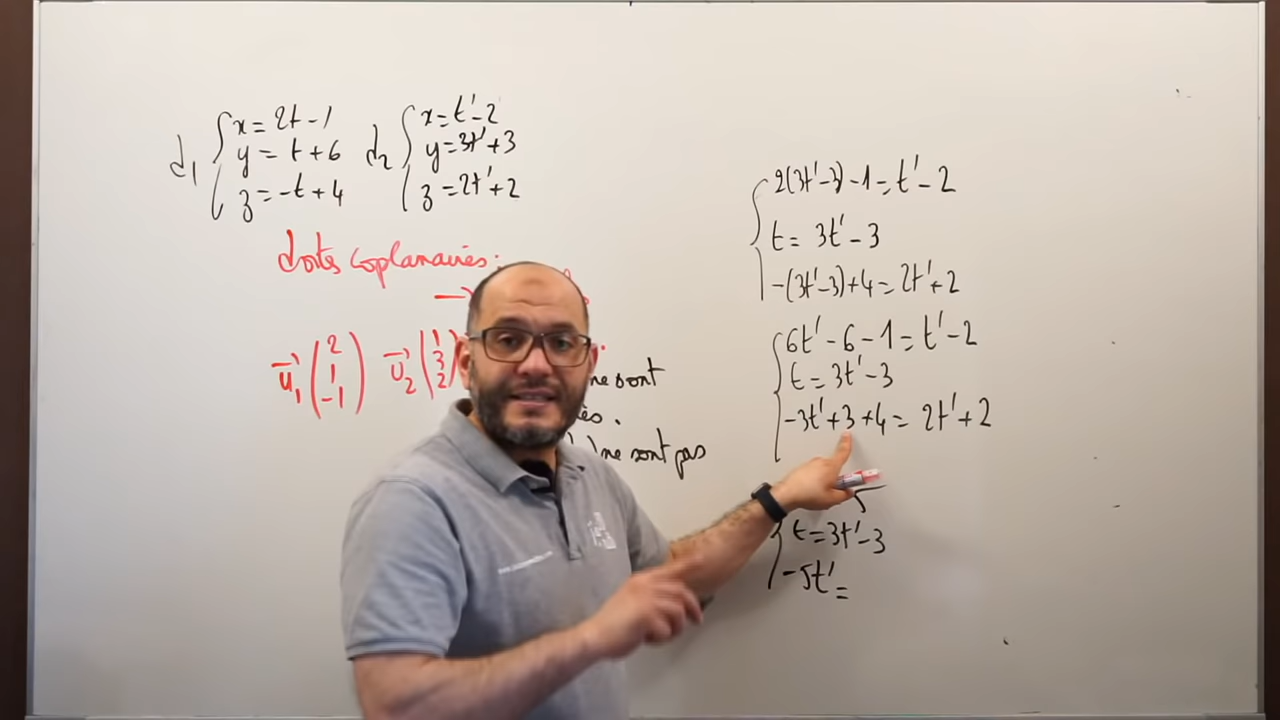 d1 { x = 2t - 1
y = t + 6
z = -t + 4
d2 { x = t' - 2
y = 3t' + 3
z = 2t' + 2
droites coplanaires:
u1→ (2 1 -1) u2→ (1 3 2)
ne sont
ne sont pas
2(3t'-3) - 1 = t' - 2
t = 3t' - 3
-(3t'-3) + 4 = 2t' + 2
6t' - 6 - 1 = t' - 2
t = 3t' - 3
-3t' + 3 + 4 = 2t' + 2
5
t = 3t' - 3
-5t' =